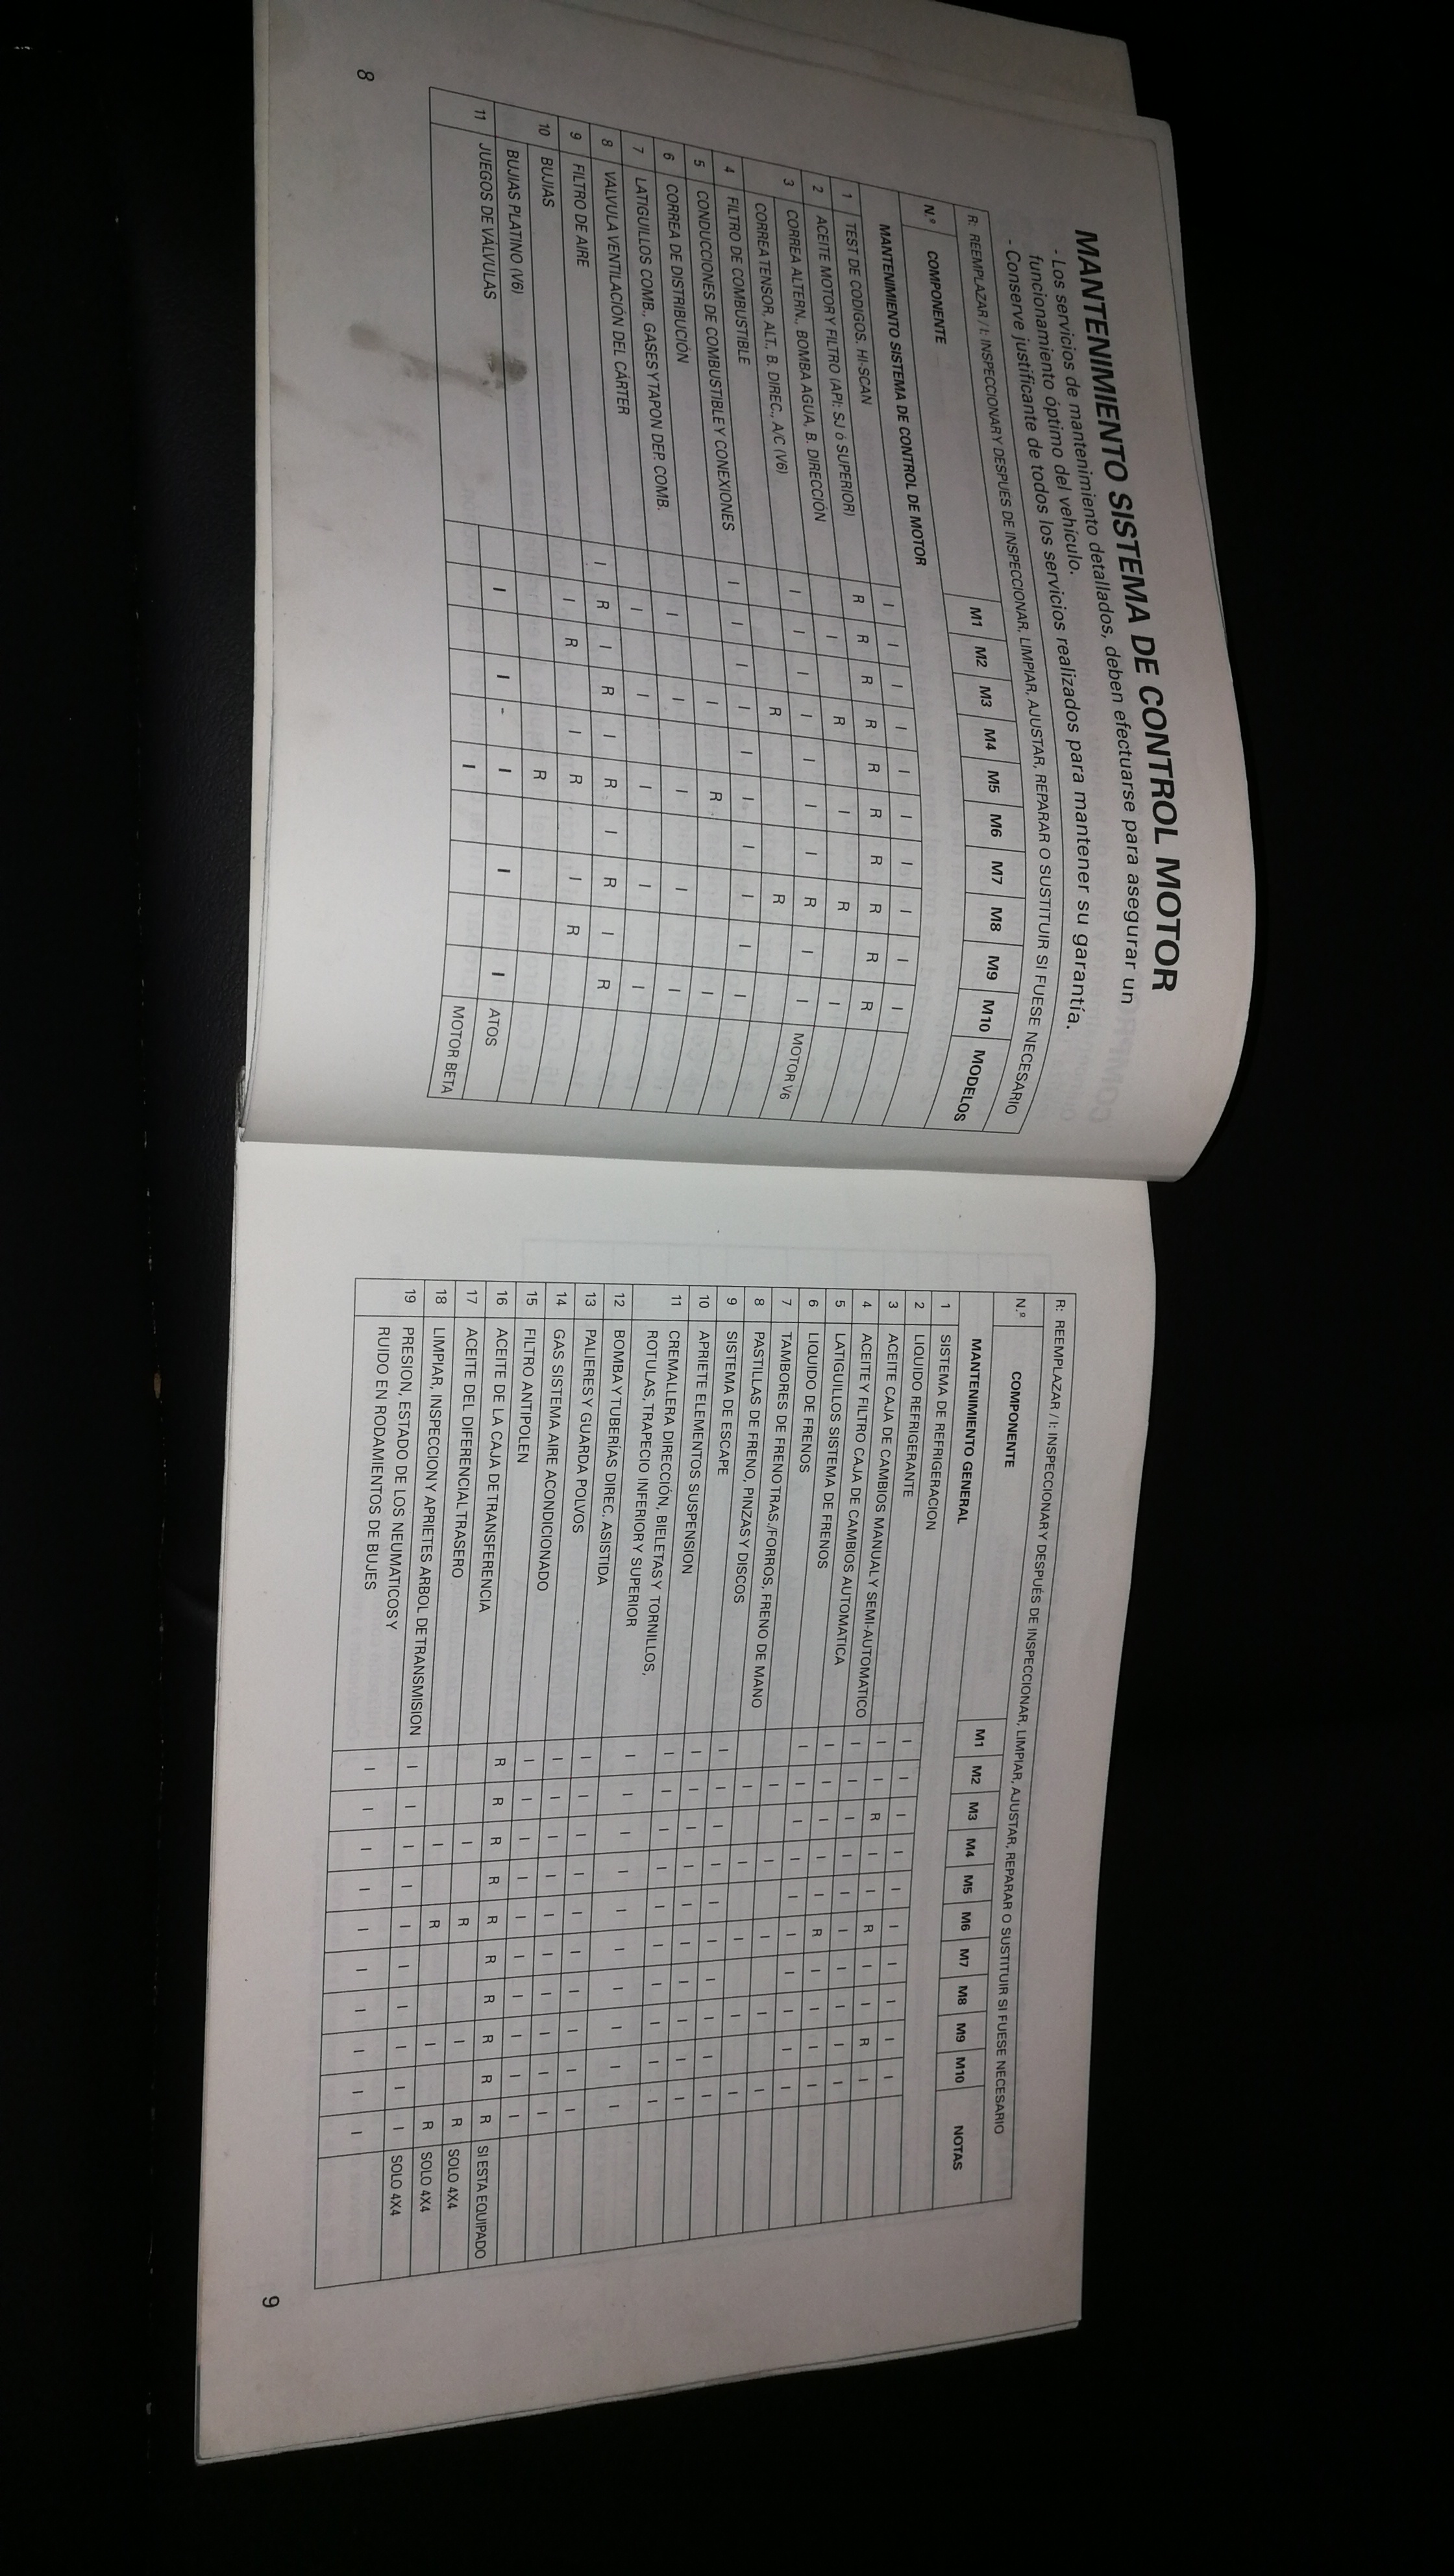 MANTENIMIENTO SISTEMA DE CONTROL MOTOR
- Los servicios de mantenimiento detallados, deben efectuarse para asegurar un
funcionamiento óptimo del vehículo.
- Conserve justificante de todos los servicios realizados para mantener su garantía.
R: REEMPLAZAR / I: INSPECCIONAR Y DESPUES DE INSPECCIONAR, LIMPIAR, AJUSTAR, REPARAR O SUSTITUIR SI FUESE NECESARIO
N.º COMPONENTE M1 M2 M3 M4 M5 M6 M7 M8 M9 M10 MODELOS
MANTENIMIENTO SISTEMA DE CONTROL DE MOTOR
1 TEST DE CODIGOS. HI-SCAN I I I I I I I I I I
2 ACEITE MOTOR Y FILTRO (API: SJ ó SUPERIOR) R R R R R R R R R R
3 CORREA ALTERN., BOMBA AGUA, B. DIRECCIÓN I R I R I
CORREA TENSOR, ALT., B. DIREC., A/C (V6) I I I I I I I R I I MOTOR V6
4 FILTRO DE COMBUSTIBLE R R
5 CONDUCCIONES DE COMBUSTIBLE Y CONEXIONES I I I I I I I I I I
6 CORREA DE DISTRIBUCIÓN I R I
7 LATIGUILLOS COMB., GASES Y TAPON DEP. COMB. I I I I I
8 VALVULA VENTILACIÓN DEL CÁRTER I I I I I
9 FILTRO DE AIRE I R I R I R I R I R
10 BUJIAS I R I R I R
BUJIAS PLATINO (V6) R
11 JUEGOS DE VÁLVULAS I I - I I I ATOS
I MOTOR BETA
8
R: REEMPLAZAR / I: INSPECCIONAR Y DESPUÉS DE INSPECCIONAR, LIMPIAR, AJUSTAR, REPARAR O SUSTITUIR SI FUESE NECESARIO
N.º COMPONENTE M1 M2 M3 M4 M5 M6 M7 M8 M9 M10 NOTAS
MANTENIMIENTO GENERAL
1 SISTEMA DE REFRIGERACION I I I I I I I I I I
2 LIQUIDO REFRIGERANTE I I R I I R I I R I
3 ACEITE CAJA DE CAMBIOS MANUAL Y SEMI-AUTOMATICO I I I I I I I I I I
4 ACEITE Y FILTRO CAJA DE CAMBIOS AUTOMATICA I I I I I R I I I I
5 LATIGUILLOS SISTEMA DE FRENOS I I I I I I I I I I
6 LIQUIDO DE FRENOS I I I I I
7 TAMBORES DE FRENO TRAS./FORROS, FRENO DE MANO I I I I I
8 PASTILLAS DE FRENO, PINZAS Y DISCOS I I I I I I I I I I
9 SISTEMA DE ESCAPE I I I I I I I I I I
10 APRIETE ELEMENTOS SUSPENSION I I I I I I I I I I
11 CREMALLERA DIRECCIÓN, BIELETAS Y TORNILLOS,
ROTULAS, TRAPECIO INFERIOR Y SUPERIOR I I I I I I I I I I
12 BOMBA Y TUBERÍAS DIREC. ASISTIDA I I I I I I I I I I
13 PALIERES Y GUARDA POLVOS I I I I I I I I I I
14 GAS SISTEMA AIRE ACONDICIONADO I I I I I I I I I I
15 FILTRO ANTIPOLEN R R R R R R R R R R SI ESTA EQUIPADO
16 ACEITE DE LA CAJA DE TRANSFERENCIA I R I R SOLO 4X4
17 ACEITE DEL DIFERENCIAL TRASERO I R I R SOLO 4X4
18 LIMPIAR, INSPECCION Y APRIETES ARBOL DE TRANSMISION I I I I I I I I I I SOLO 4X4
19 PRESION, ESTADO DE LOS NEUMATICOS Y
RUIDO EN RODAMIENTOS DE BUJES I I I I I I I I I I
9